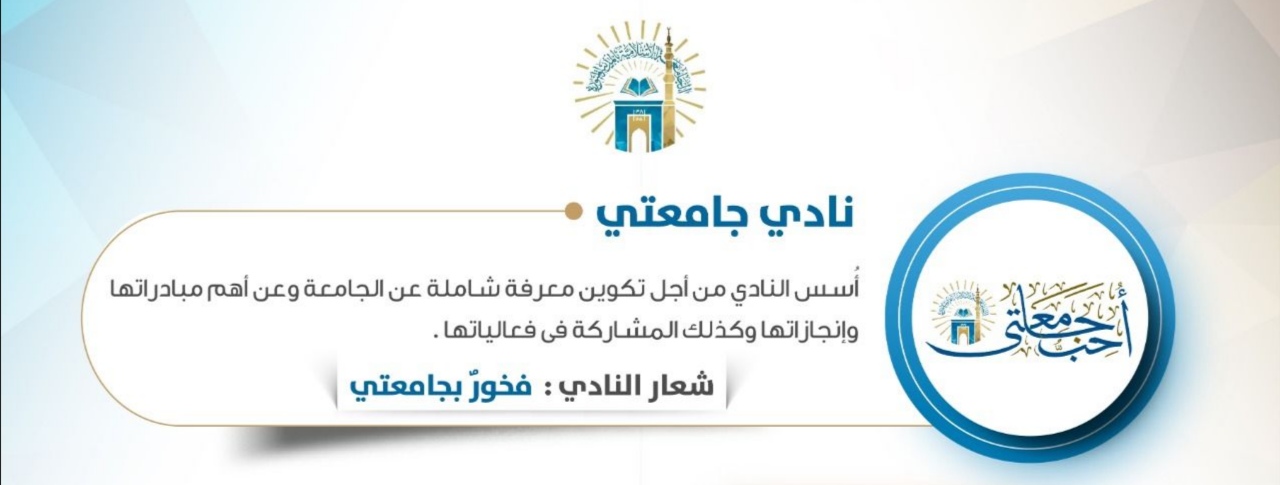 نادي جامعتي
أُسس النادي من أجل تكوين معرفة شاملة عن الجامعة وعن أهم مبادراتها
وإنجازاتها وكذلك المشاركة في فعالياتها .
شعار النادي : فخورٌ بجامعتي
أحب جامعتي